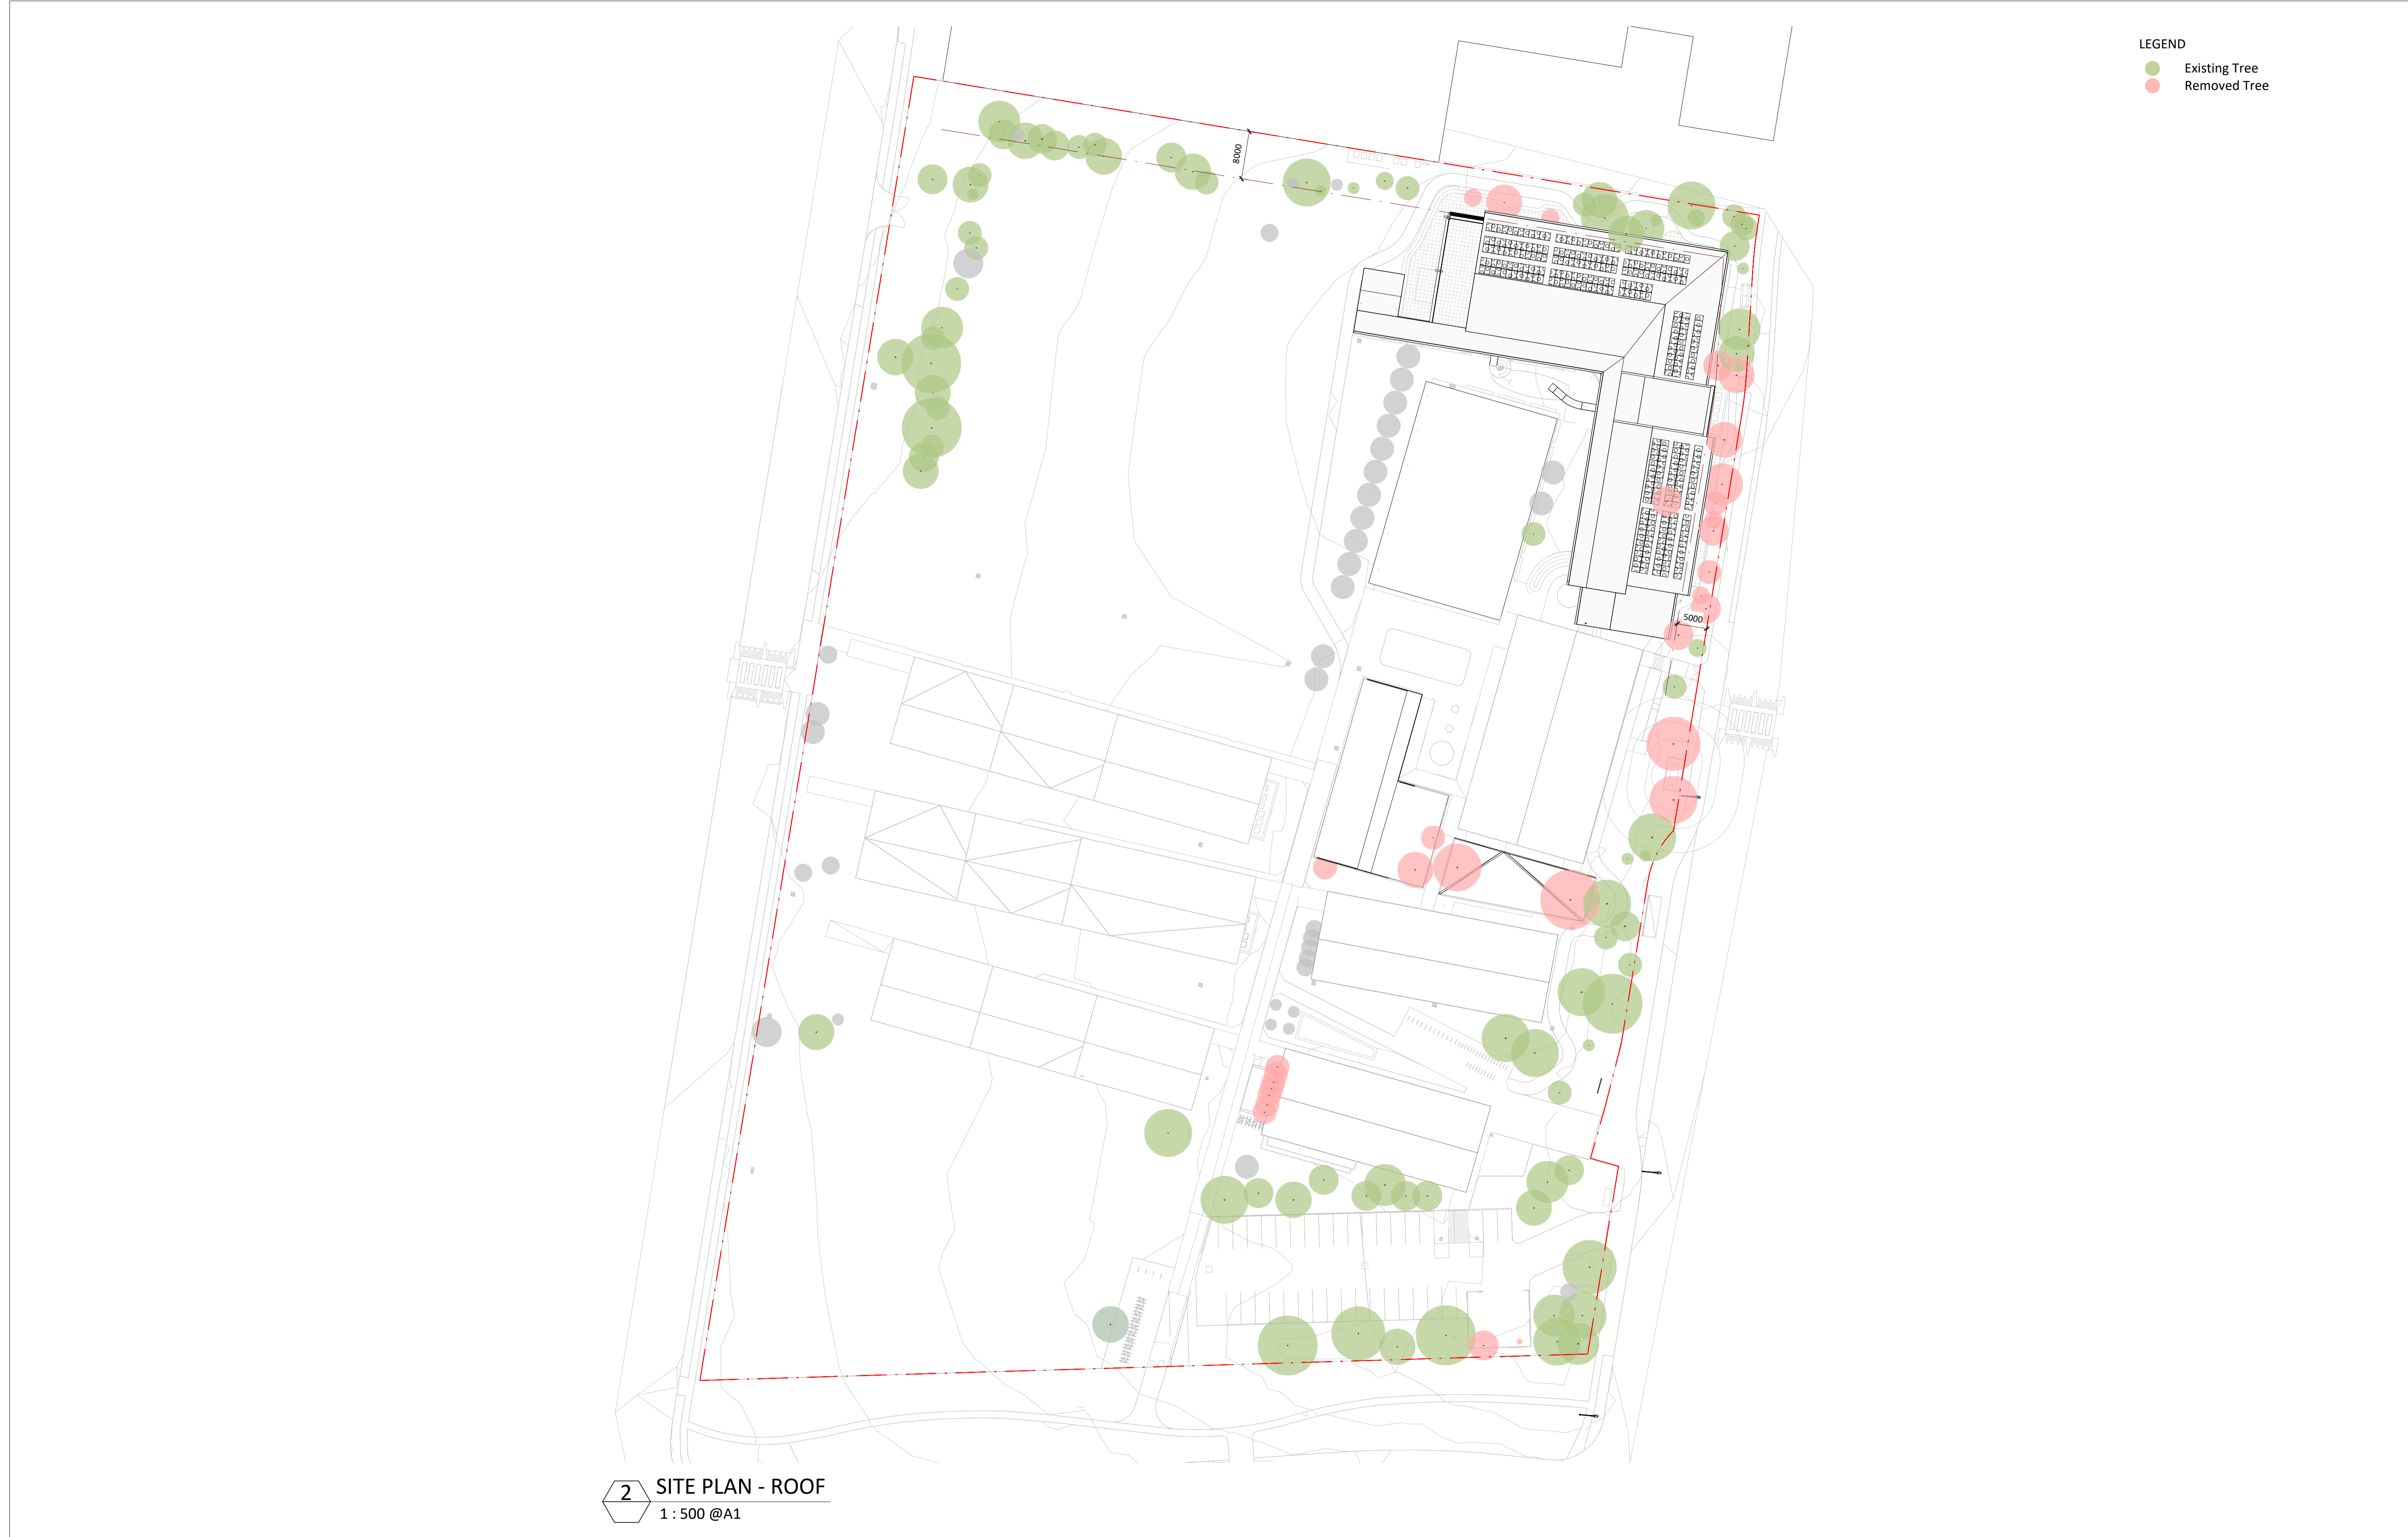 LEGEND
Existing Tree
Removed Tree
8000
5000
2
SITE PLAN - ROOF
1 : 500 @A1